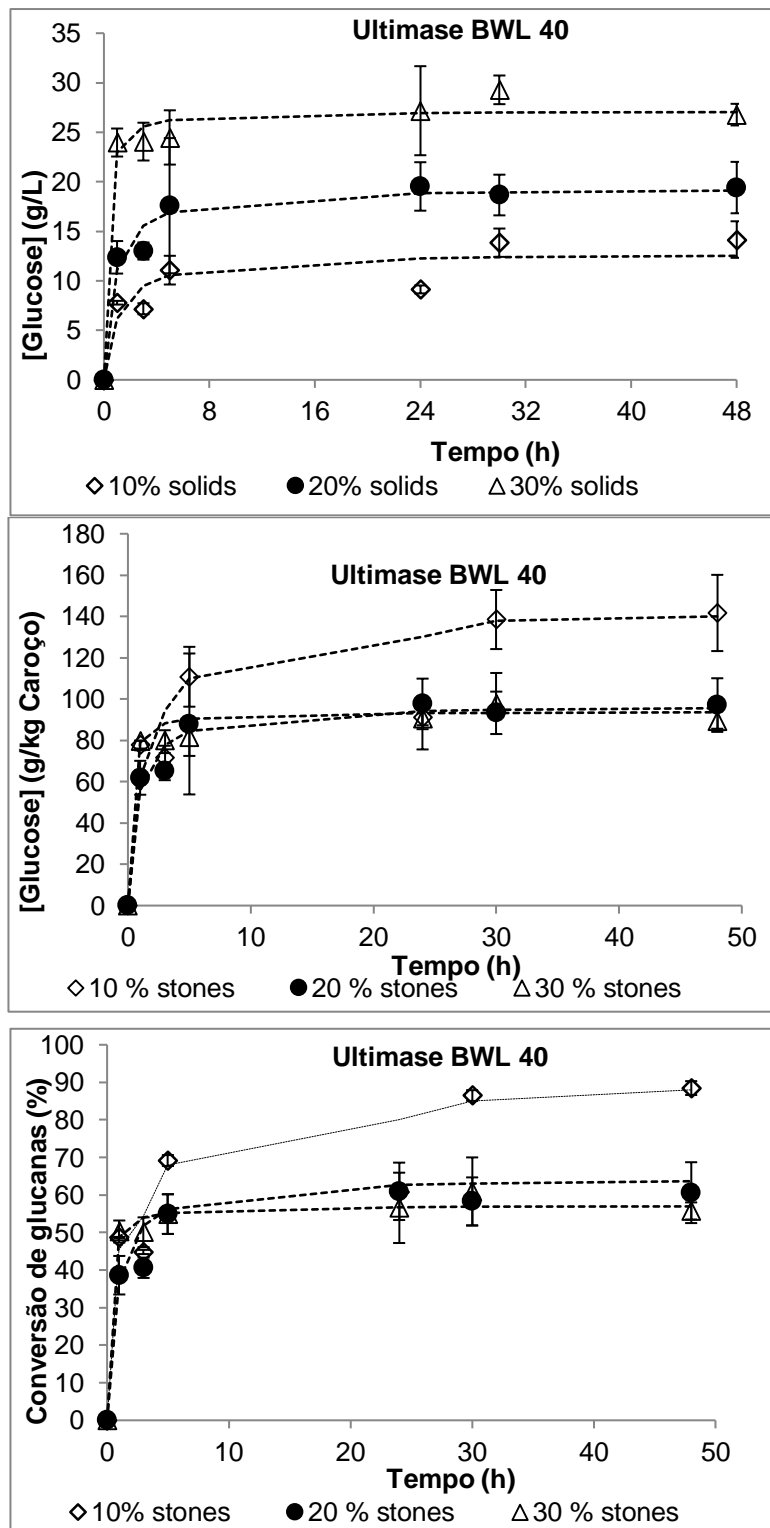 Ultimase BWL 40
[Glucose] (g/L)
35
30
25
20
15
10
5
0
0 8 16 24 32 40 48
Tempo (h)
10% solids 20% solids 30% solids
Ultimase BWL 40
[Glucose] (g/kg Caroço)
180
160
140
120
100
80
60
40
20
0
0 10 20 30 40 50
Tempo (h)
10 % stones 20 % stones 30 % stones
Ultimase BWL 40
Conversão de glucanas (%)
100
90
80
70
60
50
40
30
20
10
0
0 10 20 30 40 50
Tempo (h)
10% stones 20 % stones 30 % stones